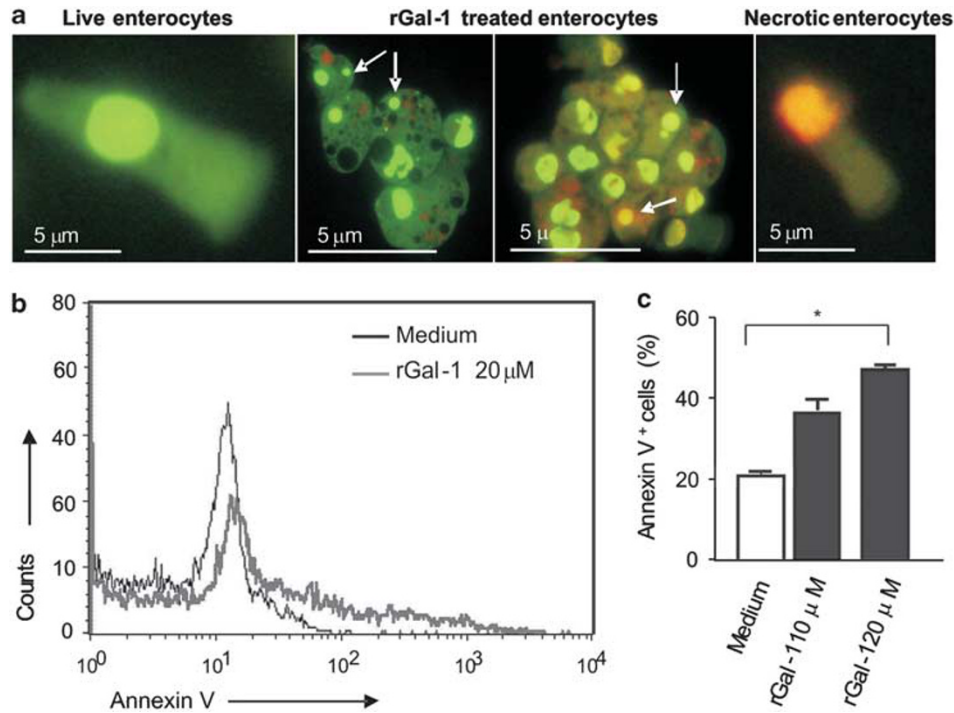 a
Live enterocytes
rGal-1 treated enterocytes
Necrotic enterocytes
5 μm
5 μm
5 μ
5 μm
b
80
60
40
60
10
0
Counts
10⁰
10¹
10²
10³
10⁴
Annexin V
Medium
rGal-1 20 μM
c
*
60
40
20
0
Annexin V⁺ cells (%)
Medium
rGal-110 μ M
rGal-120 μ M